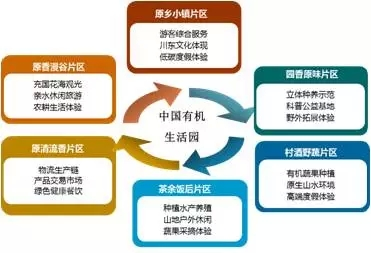 原乡小镇片区
游客综合服务
川东文化体现
低碳度假体验
原香漫谷片区
充国花海观光
亲水休闲旅游
农耕生活体验
园香原味片区
立体种养示范
科普公益基地
野外拓展体验
中国有机
生活园
原清流香片区
物流生产链
产品交易市场
绿色健康餐饮
村酒野蔬片区
有机蔬果种植
原生山水环境
高端度假体验
茶余饭后片区
种植水产养殖
山地户外休闲
蔬果采摘体验